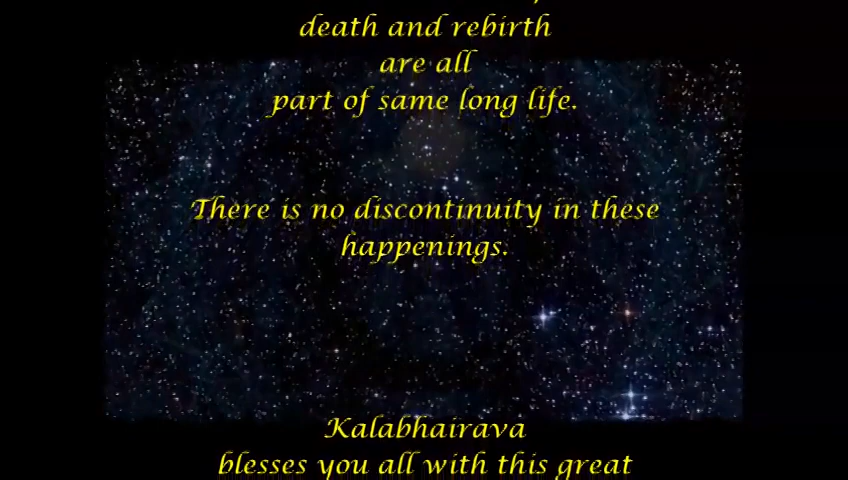 death and rebirth
are all
part of same long life.
There is no discontinuity in these
happenings.
Kalabhairava
blesses you all with this great